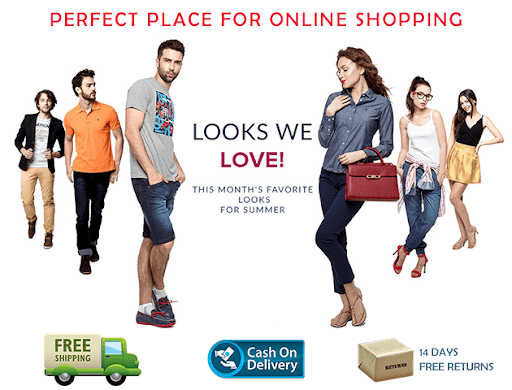 PERFECT PLACE FOR ONLINE SHOPPING
LOOKS WE
LOVE!
THIS MONTH'S FAVORITE
LOOKS
FOR SUMMER
FREE
SHIPPING
Cash On
Delivery
RETURNS
14 DAYS
FREE RETURNS